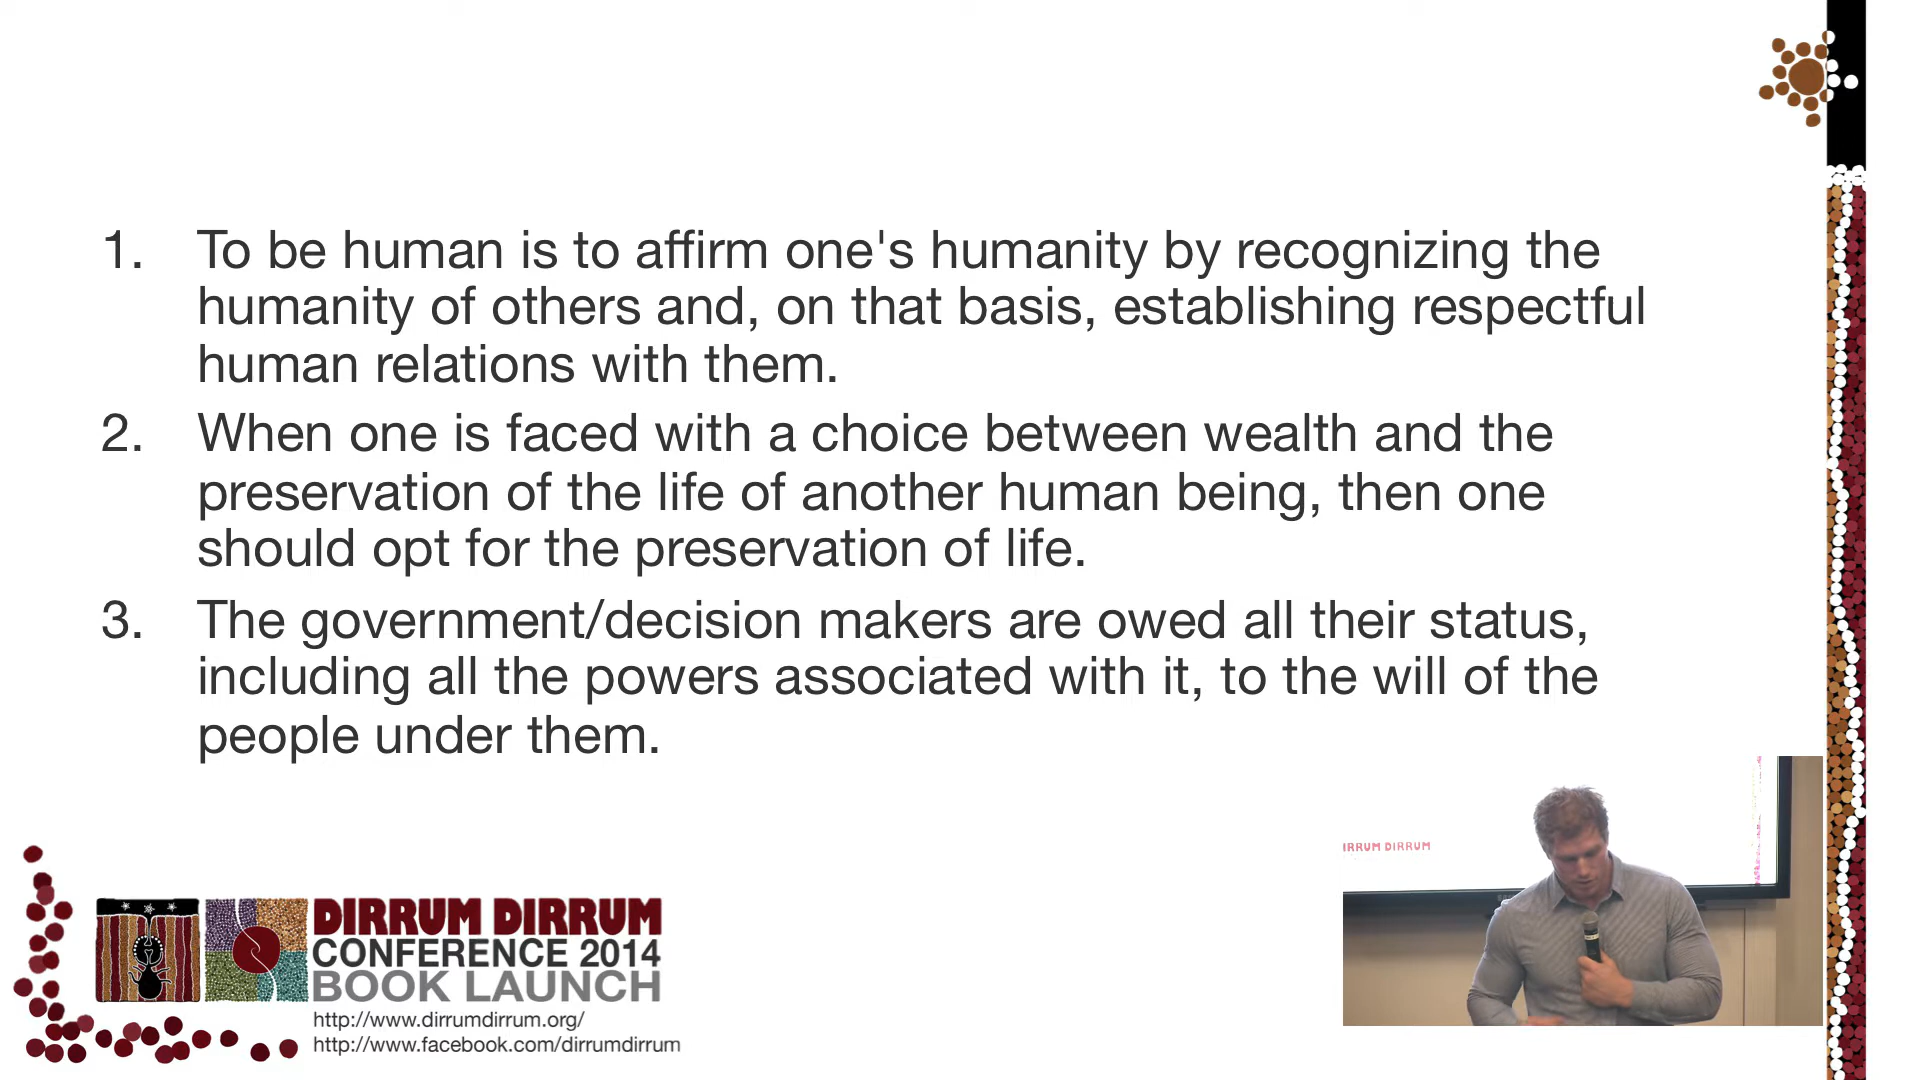 1. To be human is to affirm one's humanity by recognizing the
humanity of others and, on that basis, establishing respectful
human relations with them.
2. When one is faced with a choice between wealth and the
preservation of the life of another human being, then one
should opt for the preservation of life.
3. The government/decision makers are owed all their status,
including all the powers associated with it, to the will of the
people under them.
IRRUM DIRRUM
DIRRUM DIRRUM
CONFERENCE 2014
BOOK LAUNCH
http://www.dirrumdirrum.org/
http://www.facebook.com/dirrumdirrum